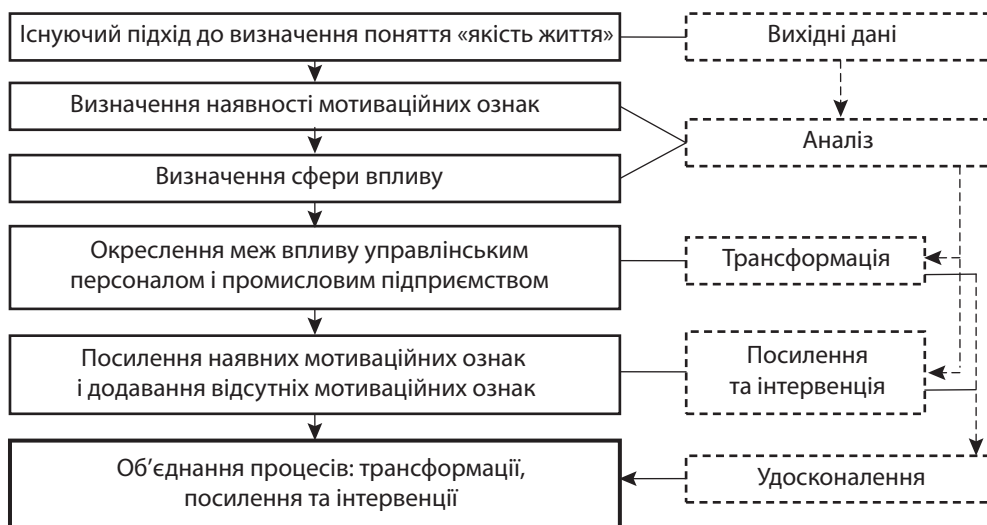 Існуючий підхід до визначення поняття «якість життя»
Вихідні дані
Визначення наявності мотиваційних ознак
Аналіз
Визначення сфери впливу
Окреслення меж впливу управлінським
персоналом і промисловим підприємством
Трансформація
Посилення наявних мотиваційних ознак
і додавання відсутніх мотиваційних ознак
Посилення
та інтервенція
Об’єднання процесів: трансформації,
посилення та інтервенції
Удосконалення